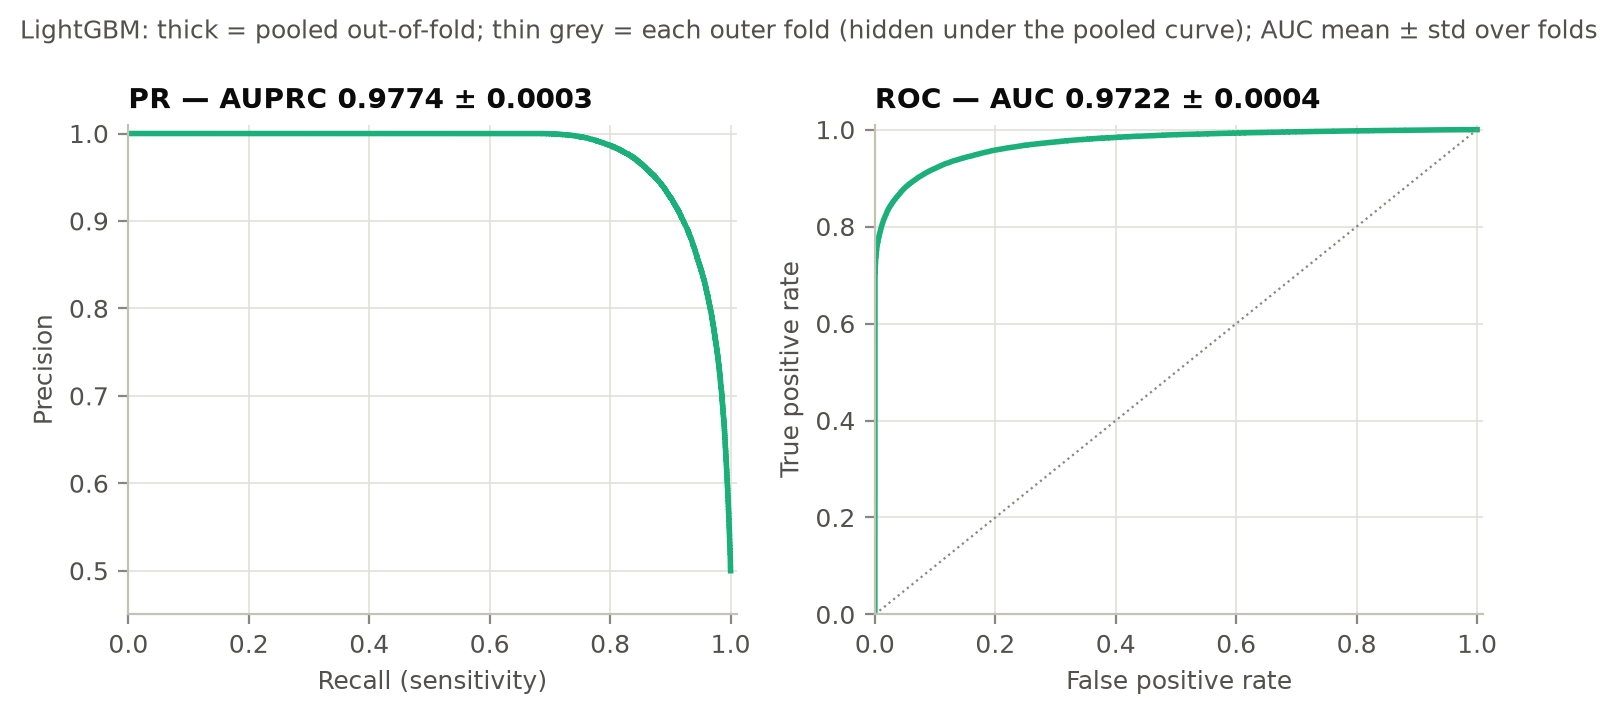 LightGBM: thick = pooled out-of-fold; thin grey = each outer fold (hidden under the pooled curve); AUC mean ± std over folds
PR — AUPRC 0.9774 ± 0.0003
1.0
0.9
0.8
0.7
0.6
0.5
Precision
0.0 0.2 0.4 0.6 0.8 1.0
Recall (sensitivity)
ROC — AUC 0.9722 ± 0.0004
1.0
0.8
0.6
0.4
0.2
0.0
True positive rate
0.0 0.2 0.4 0.6 0.8 1.0
False positive rate